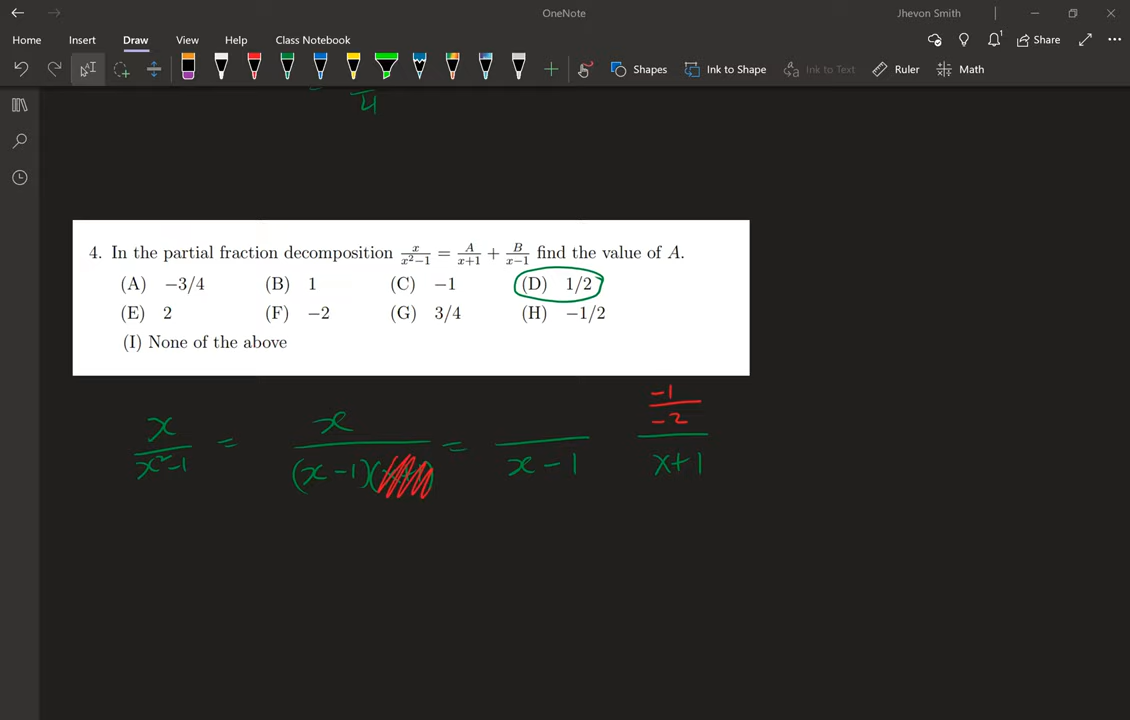 OneNote
Jhevon Smith
Home Insert Draw View Help Class Notebook
Share
Shapes Ink to Shape Ink to Text Ruler Math
4
4. In the partial fraction decomposition x/(x²−1) = A/(x+1) + B/(x−1) find the value of A.
(A) −3/4 (B) 1 (C) −1 (D) 1/2
(E) 2 (F) −2 (G) 3/4 (H) −1/2
(I) None of the above
-1
x x -2
x²-1 = (x-1)( ) = x-1 x+1